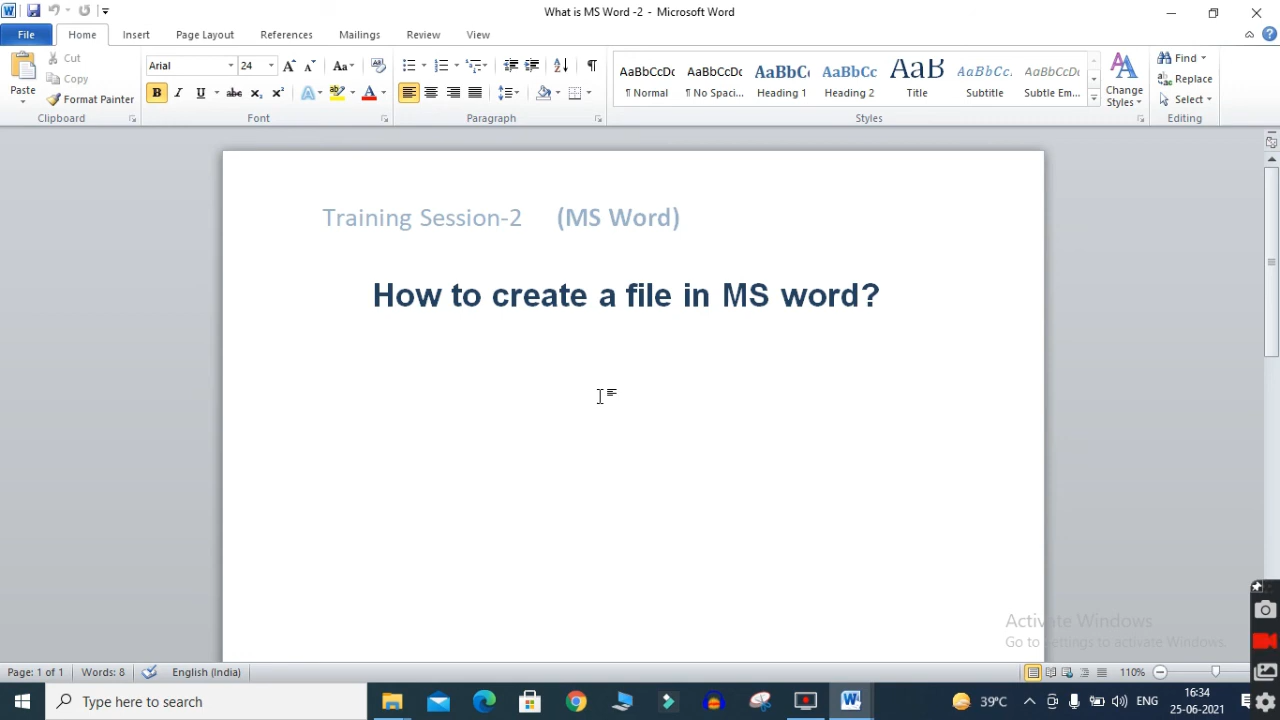 What is MS Word -2 - Microsoft Word
File Home Insert Page Layout References Mailings Review View
Paste
Cut
Copy
Format Painter
Clipboard
Arial 24
Aa
B I U abc x₂ x²
A A
Font
Paragraph
AaBbCcDc AaBbCcDc AaBbCc AaBbCc AaB AaBbCc. AaBbCcDc
¶ Normal ¶ No Spaci... Heading 1 Heading 2 Title Subtitle Subtle Em...
Change
Styles
Styles
Find
Replace
Select
Editing
Training Session-2 (MS Word)
How to create a file in MS word?
Activate Windows
Go to Settings to activate Windows.
Page: 1 of 1 Words: 8 English (India) 110%
Type here to search
39°C
ENG
16:34
25-06-2021